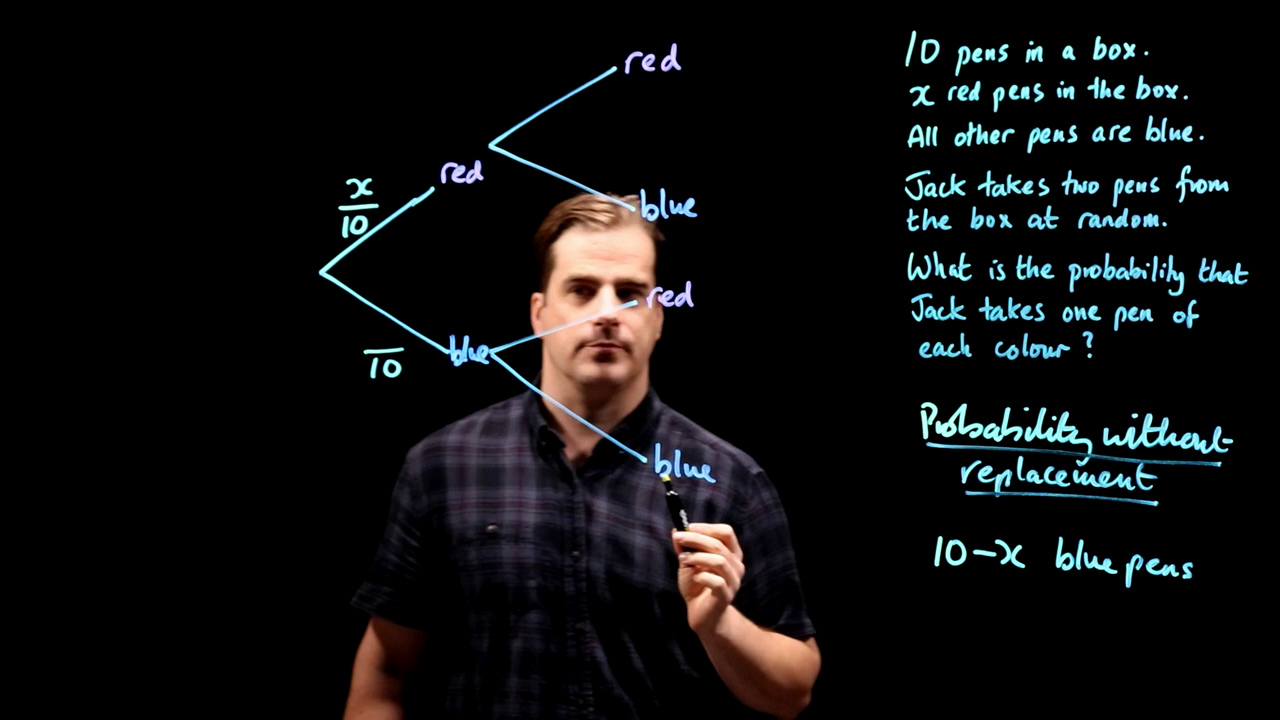 red
red
x
10
blue
red
10
blue
blue
10 pens in a box.
x red pens in the box.
All other pens are blue.
Jack takes two pens from
the box at random.
What is the probability that
Jack takes one pen of
each colour?
Probability without
replacement
10-x blue pens